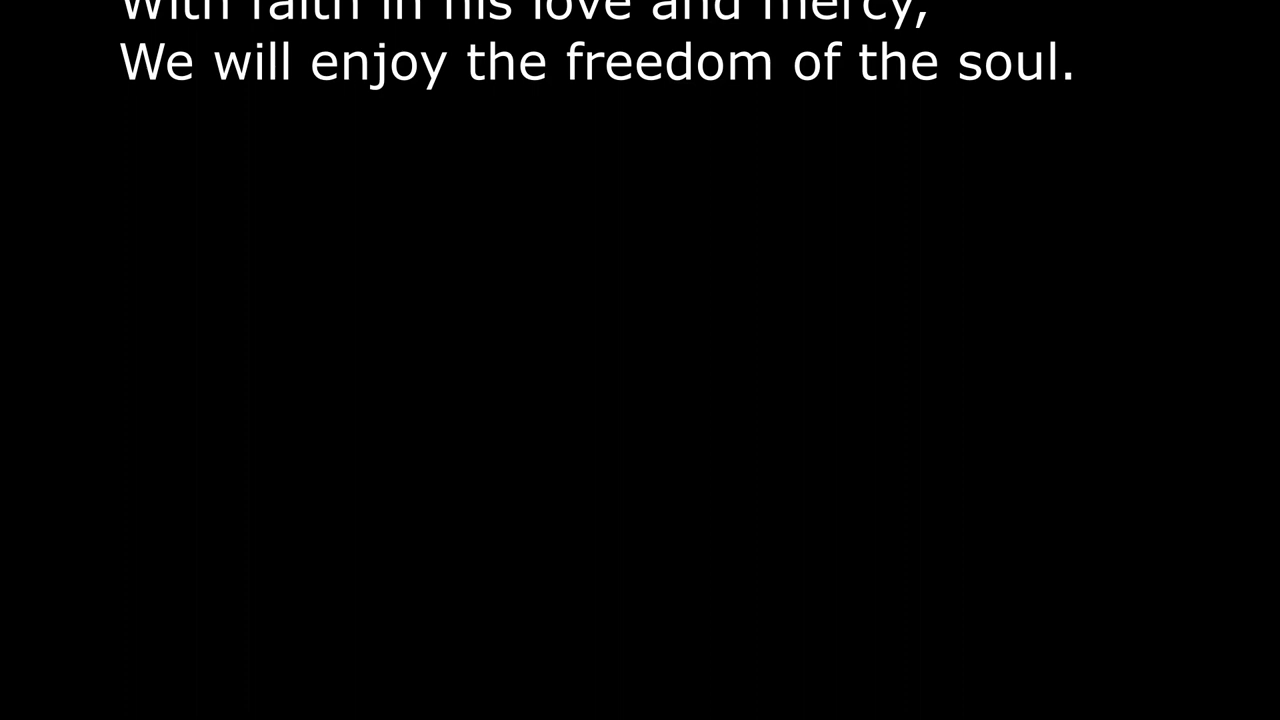 With faith in his love and mercy,
We will enjoy the freedom of the soul.